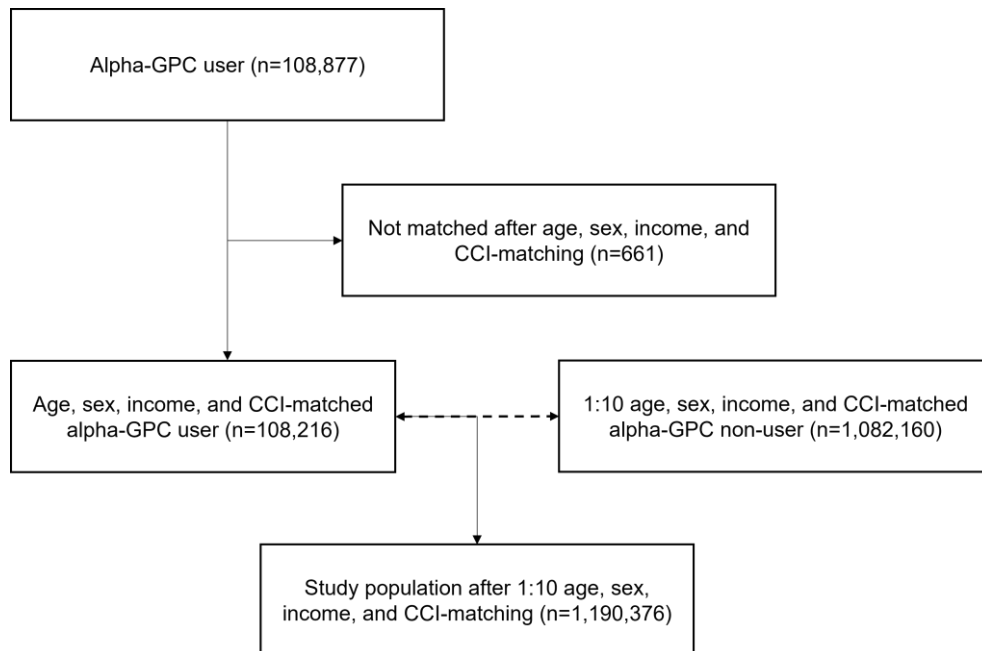 Alpha-GPC user (n=108,877)
Not matched after age, sex, income, and
CCI-matching (n=661)
Age, sex, income, and CCI-matched
alpha-GPC user (n=108,216)
1:10 age, sex, income, and CCI-matched
alpha-GPC non-user (n=1,082,160)
Study population after 1:10 age, sex,
income, and CCI-matching (n=1,190,376)